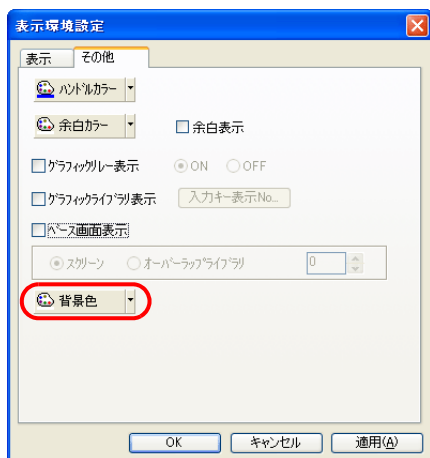 表示環境設定
表示 その他
ハンドルカラー
余白カラー 余白表示
グラフィックリレー表示 ON OFF
グラフィックライブラリ表示 入力キー表示No...
ベース画面表示
スクリーン オーバーラップライブラリ 0
背景色
OK キャンセル 適用(A)